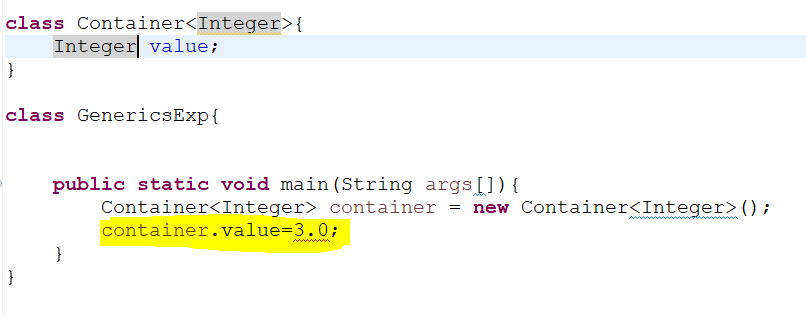 class Container<Integer>{
Integer value;
}
class GenericsExp{
public static void main(String args[]){
Container<Integer> container = new Container<Integer>();
container.value=3.0;
}
}